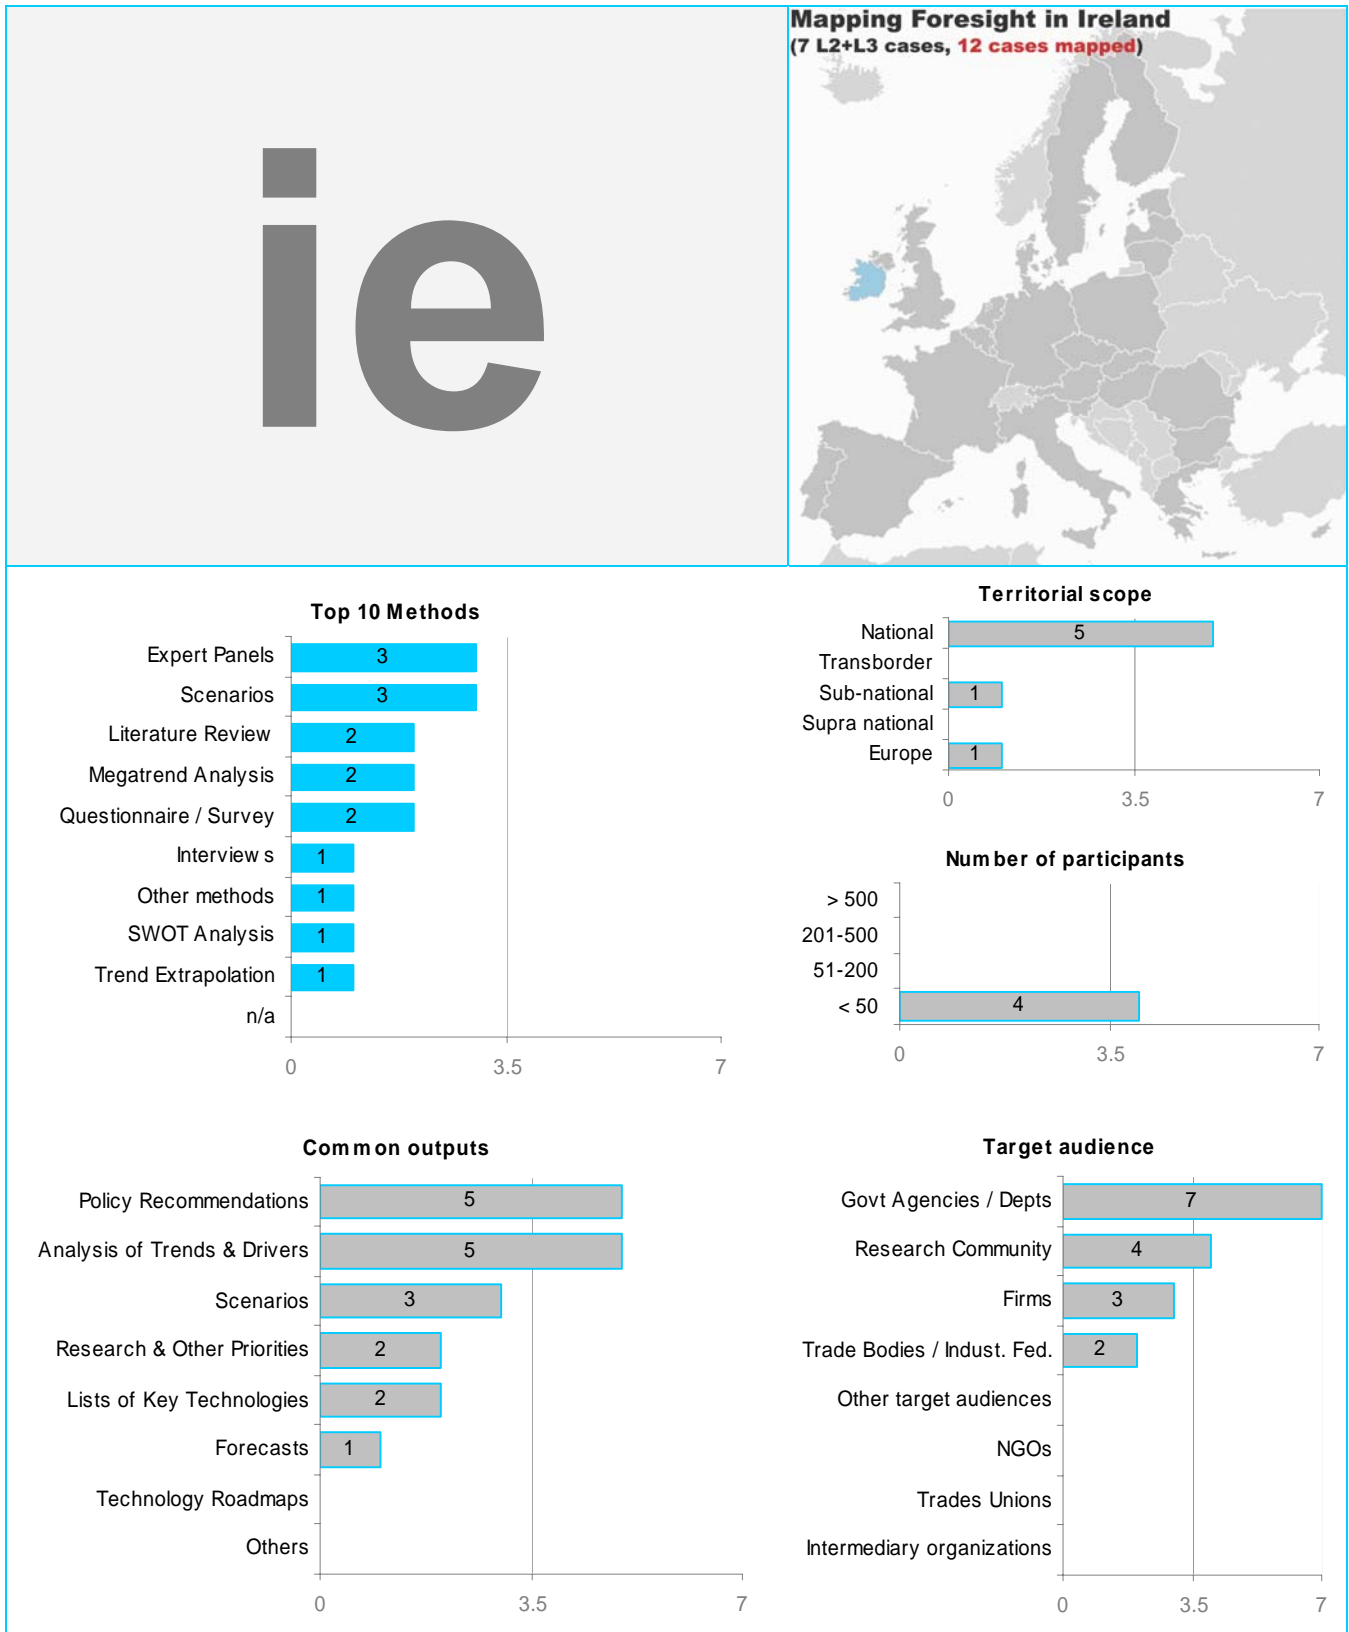 ie
Mapping Foresight in Ireland
(7 L2+L3 cases, 12 cases mapped)
Top 10 Methods
Expert Panels 3
Scenarios 3
Literature Review 2
Megatrend Analysis 2
Questionnaire / Survey 2
Interviews 1
Other methods 1
SWOT Analysis 1
Trend Extrapolation 1
n/a
0 3.5 7
Territorial scope
National 5
Transborder
Sub-national 1
Supra national
Europe 1
0 3.5 7
Number of participants
> 500
201-500
51-200
< 50 4
0 3.5 7
Common outputs
Policy Recommendations 5
Analysis of Trends & Drivers 5
Scenarios 3
Research & Other Priorities 2
Lists of Key Technologies 2
Forecasts 1
Technology Roadmaps
Others
0 3.5 7
Target audience
Govt Agencies / Depts 7
Research Community 4
Firms 3
Trade Bodies / Indust. Fed. 2
Other target audiences
NGOs
Trades Unions
Intermediary organizations
0 3.5 7